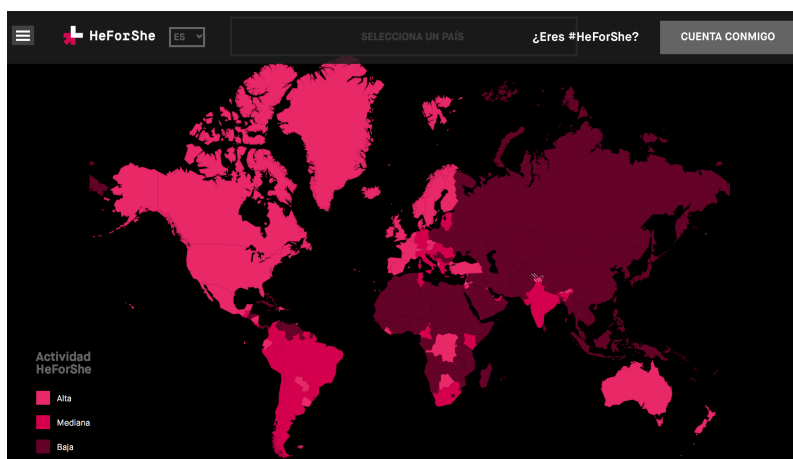 HeForShe
ES
SELECCIONA UN PAÍS
¿Eres #HeForShe?
CUENTA CONMIGO
Actividad
HeForShe
Alta
Mediana
Baja